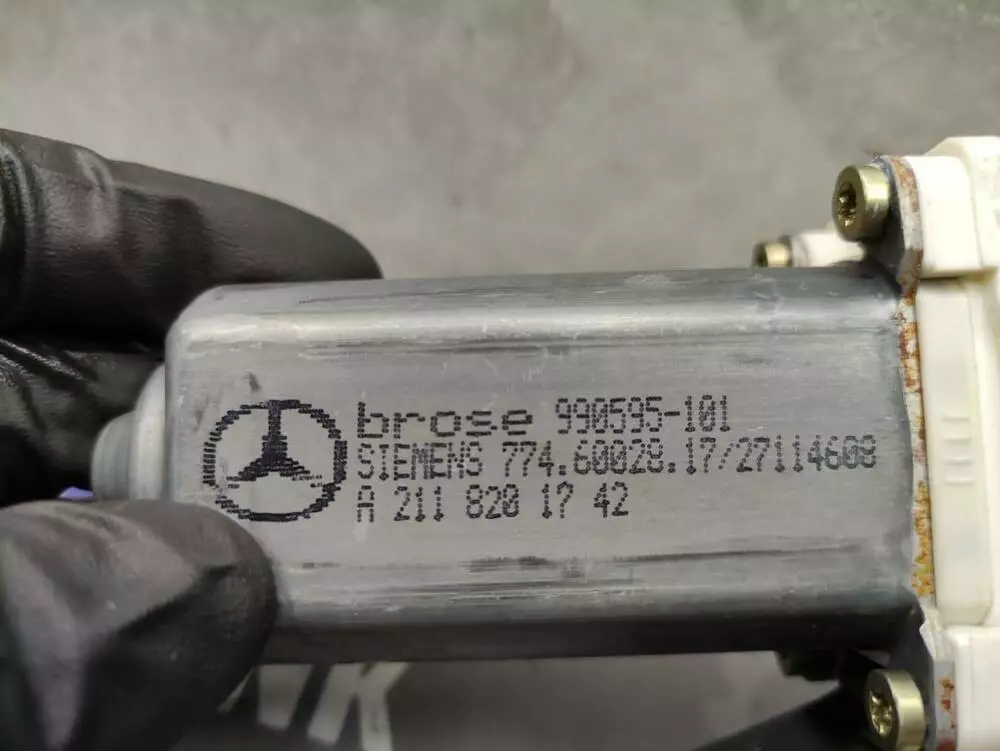 brose 990595-101
SIEMENS 774.60028.17/27114608
A 211 820 17 42